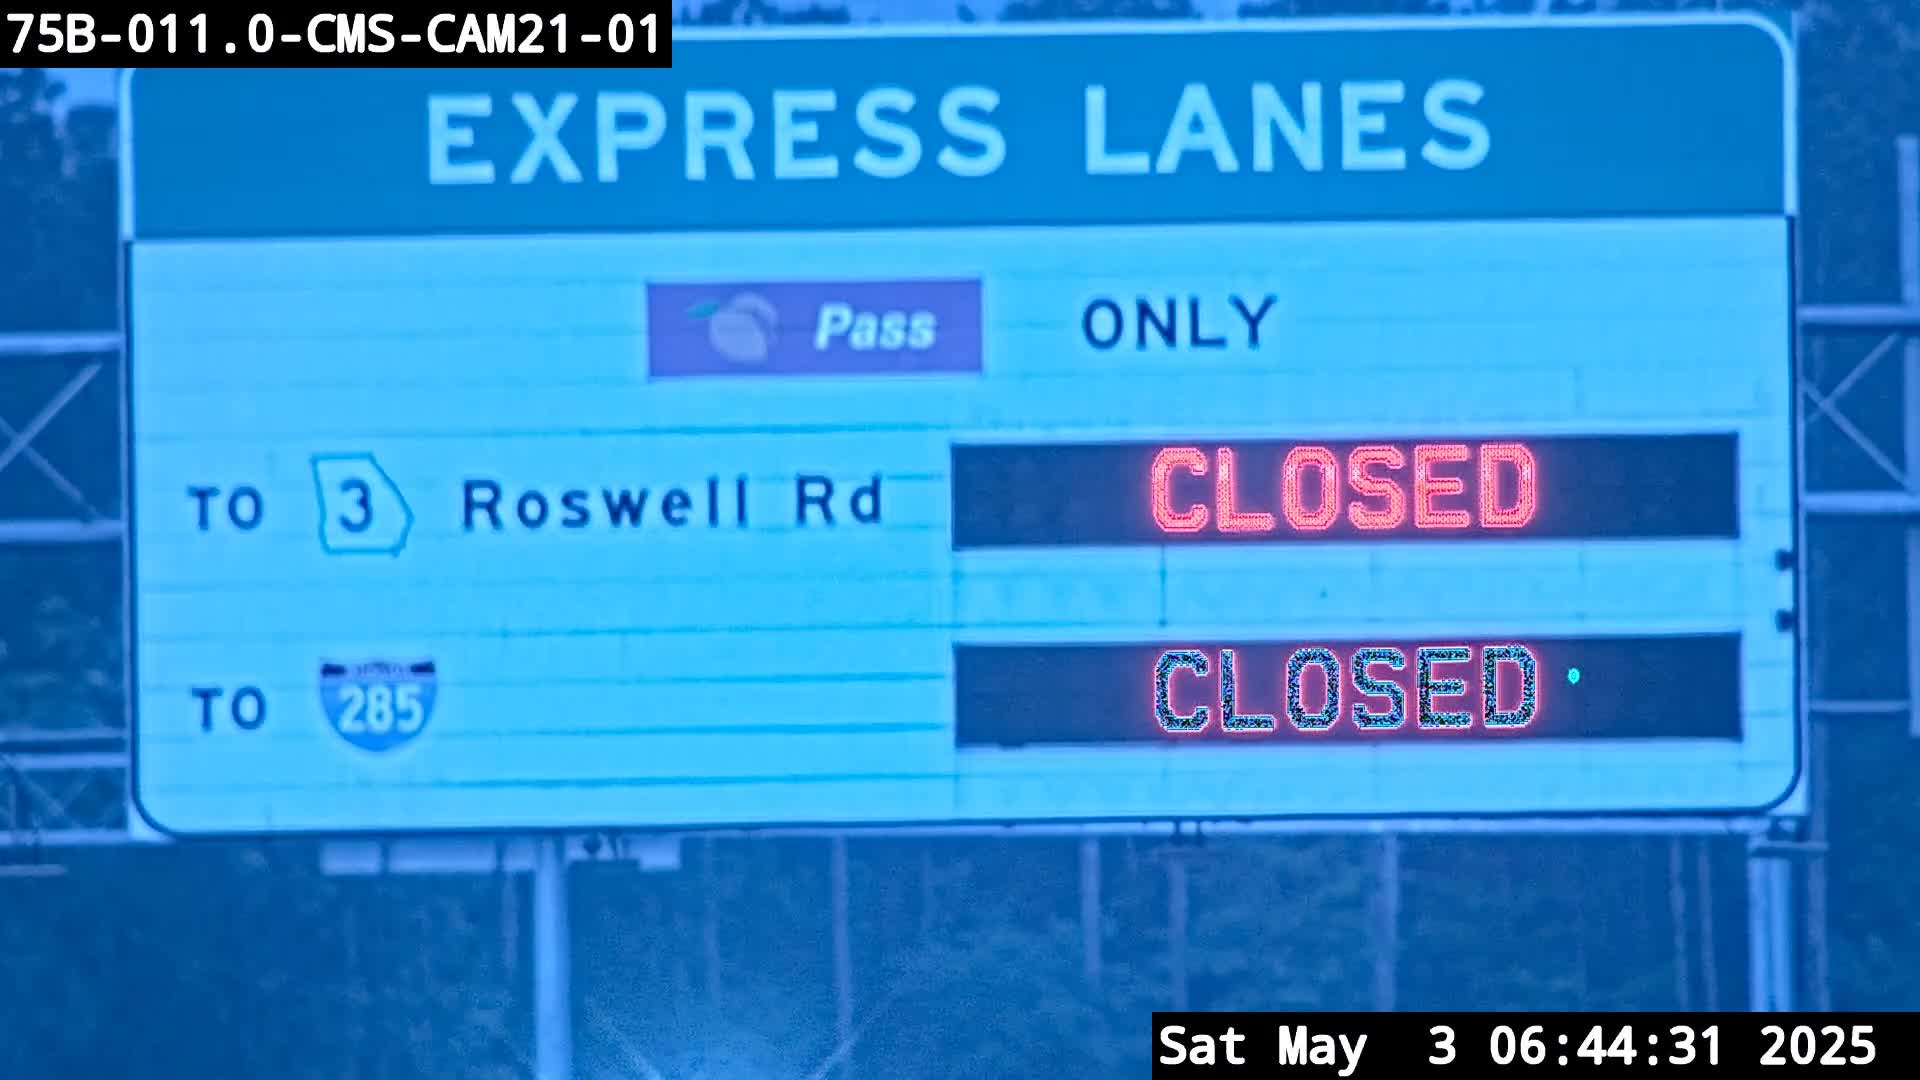 75B-011.0-CMS-CAM21-01
EXPRESS LANES
Pass ONLY
TO 3 Roswell Rd CLOSED
TO 285 CLOSED
Sat May 3 06:44:31 2025